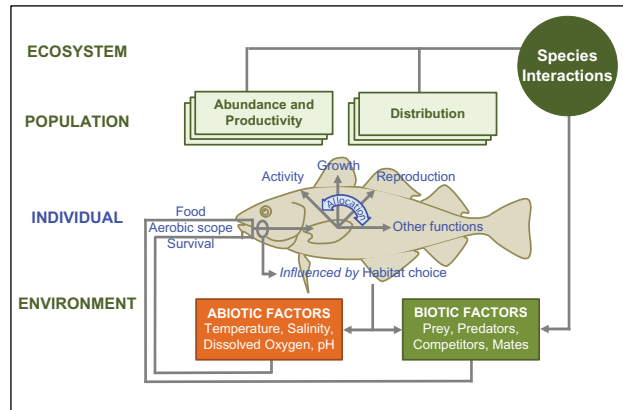 ECOSYSTEM
Species
Interactions
POPULATION
Abundance and
Productivity
Distribution
INDIVIDUAL
Activity
Growth
Reproduction
Allocation
Food
Aerobic scope
Survival
Other functions
Influenced by Habitat choice
ENVIRONMENT
ABIOTIC FACTORS
Temperature, Salinity,
Dissolved Oxygen, pH
BIOTIC FACTORS
Prey, Predators,
Competitors, Mates